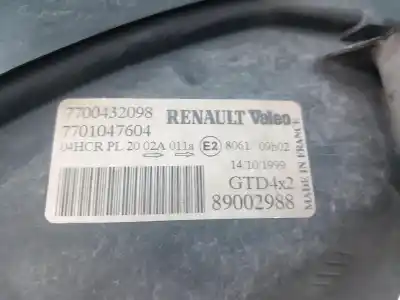 7700432098 RENAULT Valeo
7701047604
04HCR PL 20 02A 011a E2 8061 09h02
14/10/1999
GTD4x2
89002988
MADE IN FRANCE